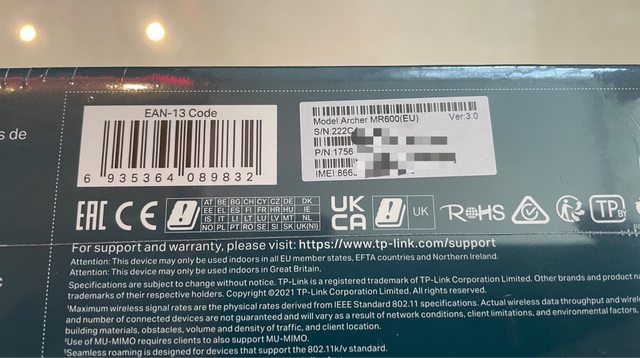 s de
EAN-13 Code
6 935364 089832
Model:Archer MR600(EU)
Ver:3.0
S/N:222C
P/N:1756
IMEI:866
EAC CE
AT BE BG CH CY CZ DE DK
EE EL ES FI FR HR HU IE
IS IT LI LT LU LV MT NL
NO PL PT RO SE SI SK UK(NI)
UK CA
UK
RoHS
TP BY
For support and warranty, please visit: https://www.tp-link.com/support
Attention: This device may only be used indoors in all EU member states, EFTA countries and Northern Ireland.
Attention: This device may only be used indoors in Great Britain.
Specifications are subject to change without notice. TP-Link is a registered trademark of TP-Link Corporation Limited. Other brands and product na
trademarks of their respective holders. Copyright ©2021 TP-Link Corporation Limited. All rights reserved.
Maximum wireless signal rates are the physical rates derived from IEEE Standard 802.11 specifications. Actual wireless data throughput and wire
and number of connected devices are not guaranteed and will vary as a result of network conditions, client limitations, and environmental factors,
building materials, obstacles, volume and density of traffic, and client location.
Use of MU-MIMO requires clients to also support MU-MIMO.
Seamless roaming is designed for devices that support the 802.11k/v standard.